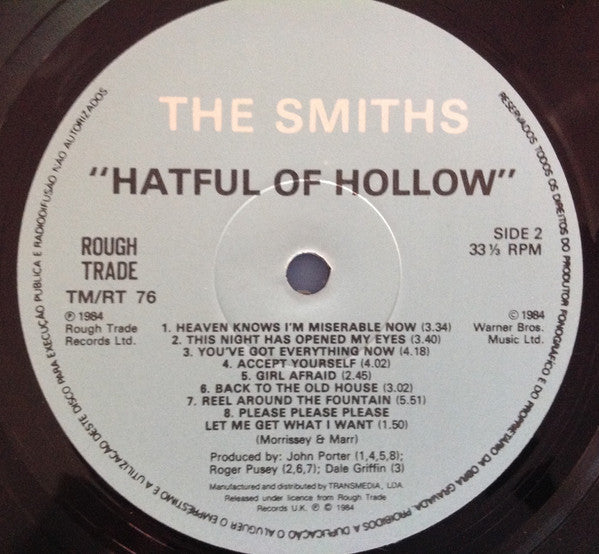 THE SMITHS
"HATFUL OF HOLLOW"
ROUGH
TRADE
TM/RT 76
℗ 1984
Rough Trade
Records Ltd.
SIDE 2
33⅓ RPM
© 1984
Warner Bros.
Music Ltd.
1. HEAVEN KNOWS I'M MISERABLE NOW (3.34)
2. THIS NIGHT HAS OPENED MY EYES (3.40)
3. YOU'VE GOT EVERYTHING NOW (4.18)
4. ACCEPT YOURSELF (4.02)
5. GIRL AFRAID (2.45)
6. BACK TO THE OLD HOUSE (3.02)
7. REEL AROUND THE FOUNTAIN (5.51)
8. PLEASE PLEASE PLEASE
LET ME GET WHAT I WANT (1.50)
(Morrissey & Marr)
Produced by: John Porter (1,4,5,8);
Roger Pusey (2,6,7); Dale Griffin (3)
Manufactured and distributed by TRANSMEDIA, LDA.
Released under licence from Rough Trade
Records U.K. ℗ © 1984
RESERVADOS TODOS OS DIREITOS DO PRODUTOR FONOGRÁFICO E DO PROPRIETÁRIO DA OBRA GRAVADA. PROIBIDOS A DUPLICAÇÃO O ALUGUER O EMPRÉSTIMO E A UTILIZAÇÃO DESTE DISCO PARA EXECUÇÃO PÚBLICA E RADIODIFUSÃO NÃO AUTORIZADOS